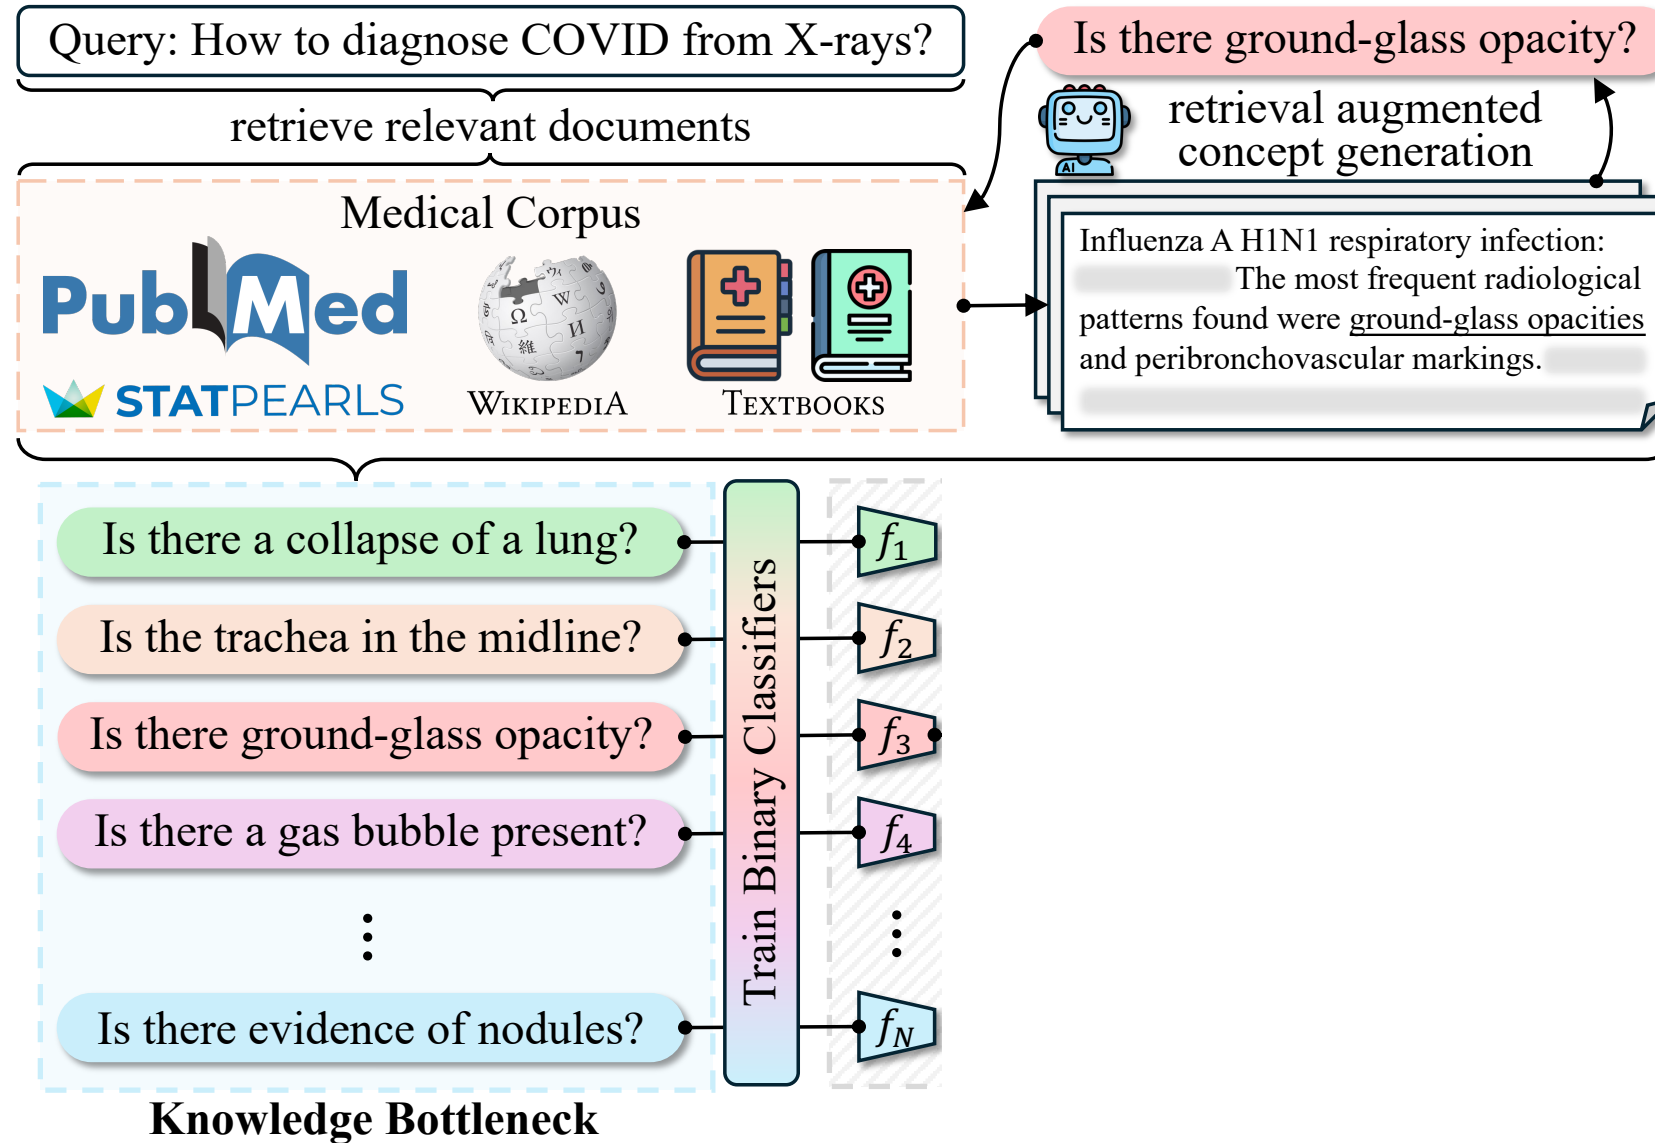 Query: How to diagnose COVID from X-rays?
retrieve relevant documents
Medical Corpus
PubMed
STATPEARLS
WIKIPEDIA
TEXTBOOKS
Is there ground-glass opacity?
AI
retrieval augmented
concept generation
Influenza A H1N1 respiratory infection:
The most frequent radiological
patterns found were ground-glass opacities
and peribronchovascular markings.
Is there a collapse of a lung?
Is the trachea in the midline?
Is there ground-glass opacity?
Is there a gas bubble present?
Is there evidence of nodules?
Knowledge Bottleneck
Train Binary Classifiers
f1
f2
f3
f4
fN